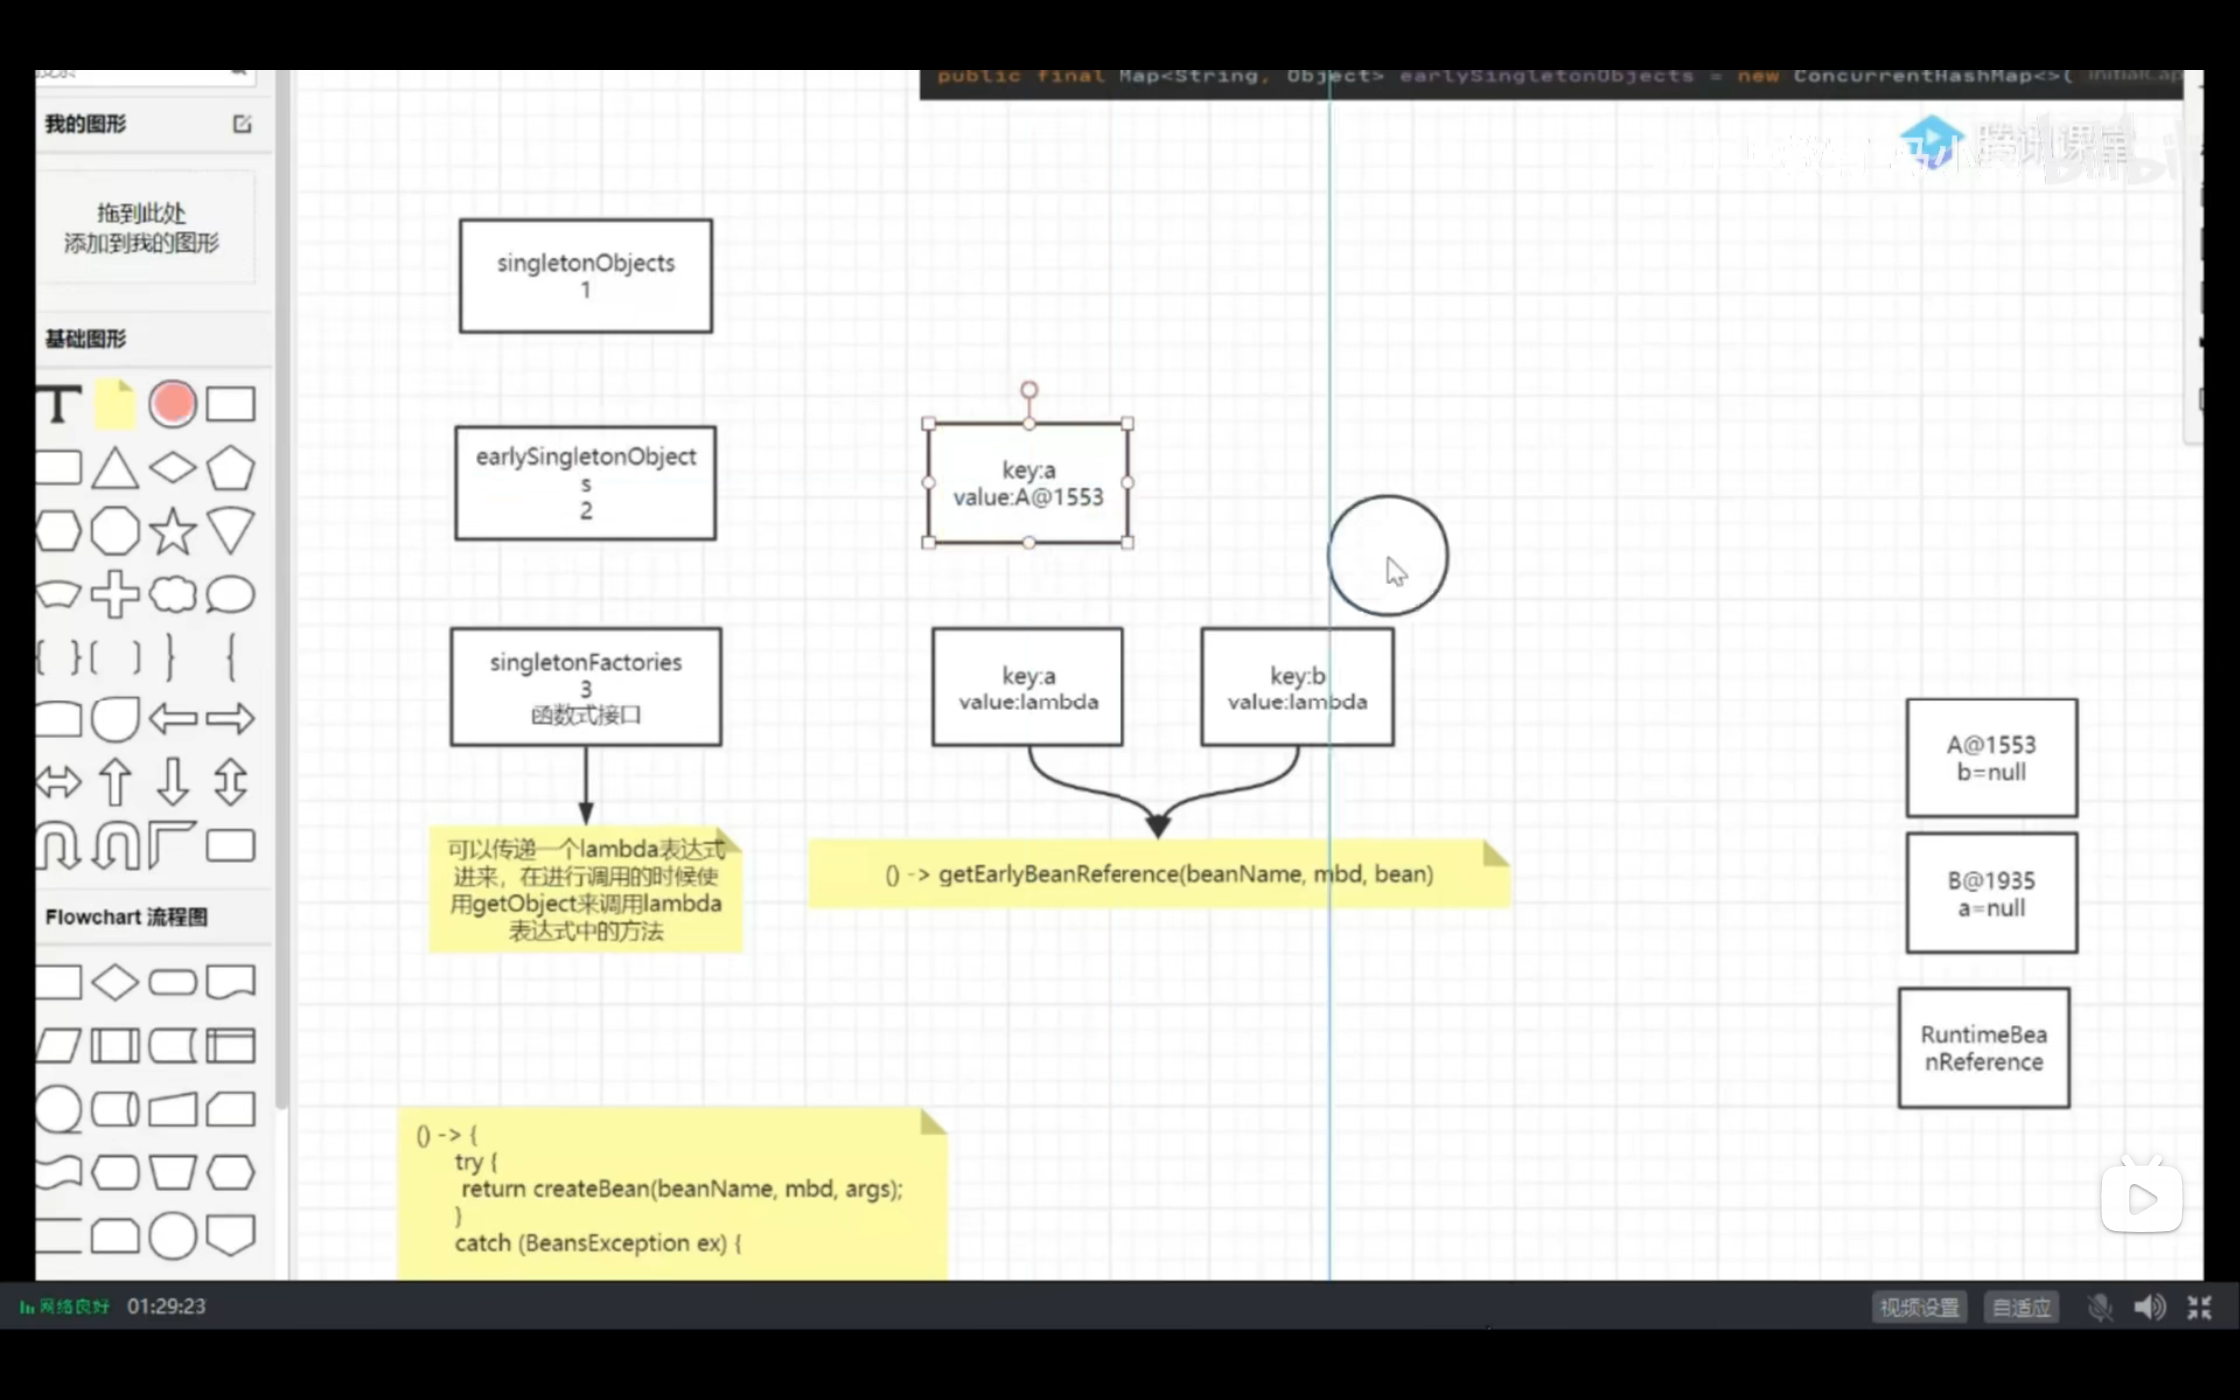 public final Map<String, Object> earlySingletonObjects = new ConcurrentHashMap<>(
我的图形
腾讯课堂
拖到此处
添加到我的图形
singletonObjects
1
基础图形
earlySingletonObject
s
2
key:a
value:A@1553
singletonFactories
3
函数式接口
key:a
value:lambda
key:b
value:lambda
A@1553
b=null
可以传递一个lambda表达式
进来，在进行调用的时候使
用getObject来调用lambda
表达式中的方法
() -> getEarlyBeanReference(beanName, mbd, bean)
B@1935
a=null
Flowchart 流程图
RuntimeBea
nReference
() -> {
try {
return createBean(beanName, mbd, args);
}
catch (BeansException ex) {
网络良好 01:29:23
视频设置
自适应